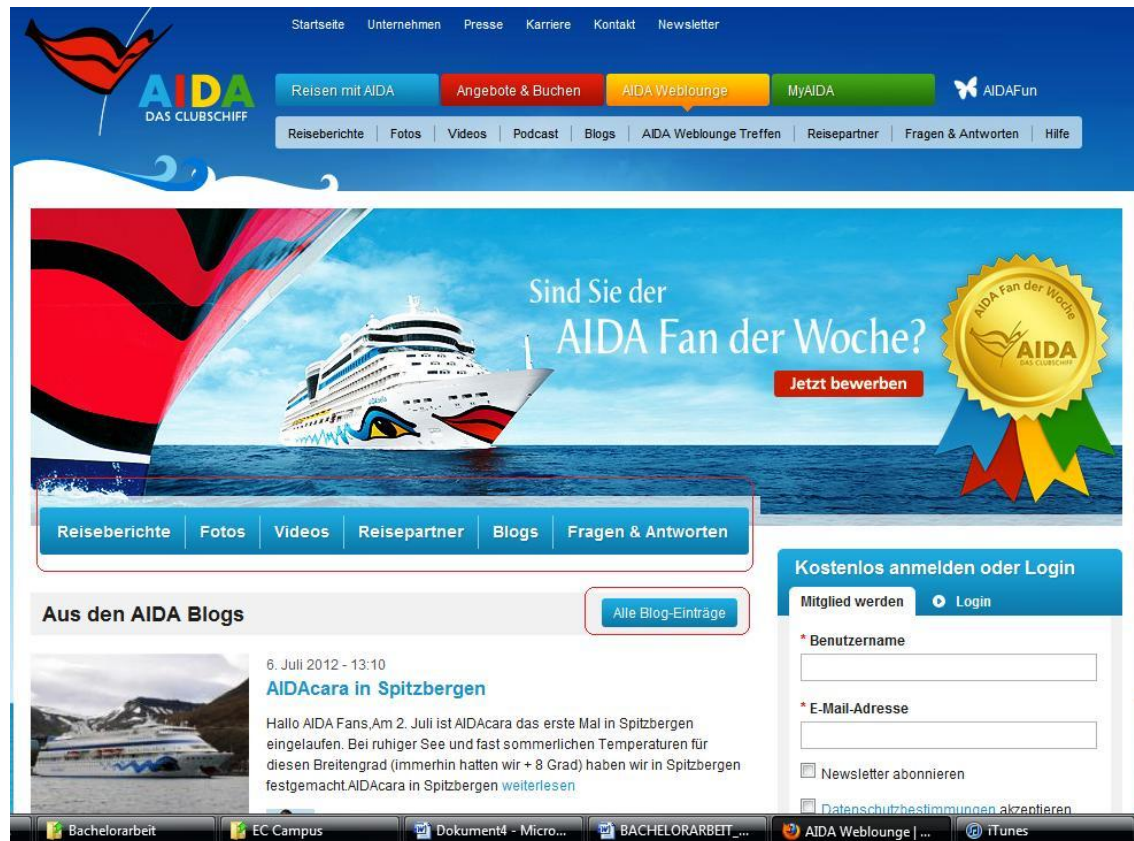 Startseite Unternehmen Presse Karriere Kontakt Newsletter
AIDA
DAS CLUBSCHIFF
Reisen mit AIDA Angebote & Buchen AIDA Weblounge MyAIDA AIDAFun
Reiseberichte Fotos Videos Podcast Blogs AIDA Weblounge Treffen Reisepartner Fragen & Antworten Hilfe
Sind Sie der
AIDA Fan der Woche?
Jetzt bewerben
AIDA Fan der Woche
AIDA
DAS CLUBSCHIFF
Reiseberichte Fotos Videos Reisepartner Blogs Fragen & Antworten
Aus den AIDA Blogs
Alle Blog-Einträge
6. Juli 2012 - 13:10
AIDAcara in Spitzbergen
Hallo AIDA Fans,Am 2. Juli ist AIDAcara das erste Mal in Spitzbergen
eingelaufen. Bei ruhiger See und fast sommerlichen Temperaturen für
diesen Breitengrad (immerhin hatten wir + 8 Grad) haben wir in Spitzbergen
festgemacht.AIDAcara in Spitzbergen weiterlesen
Kostenlos anmelden oder Login
Mitglied werden Login
* Benutzername
* E-Mail-Adresse
Newsletter abonnieren
Datenschutzbestimmungen akzeptieren
Bachelorarbeit EC Campus Dokument4 - Micro... BACHELORARBEIT_... AIDA Weblounge | ... iTunes